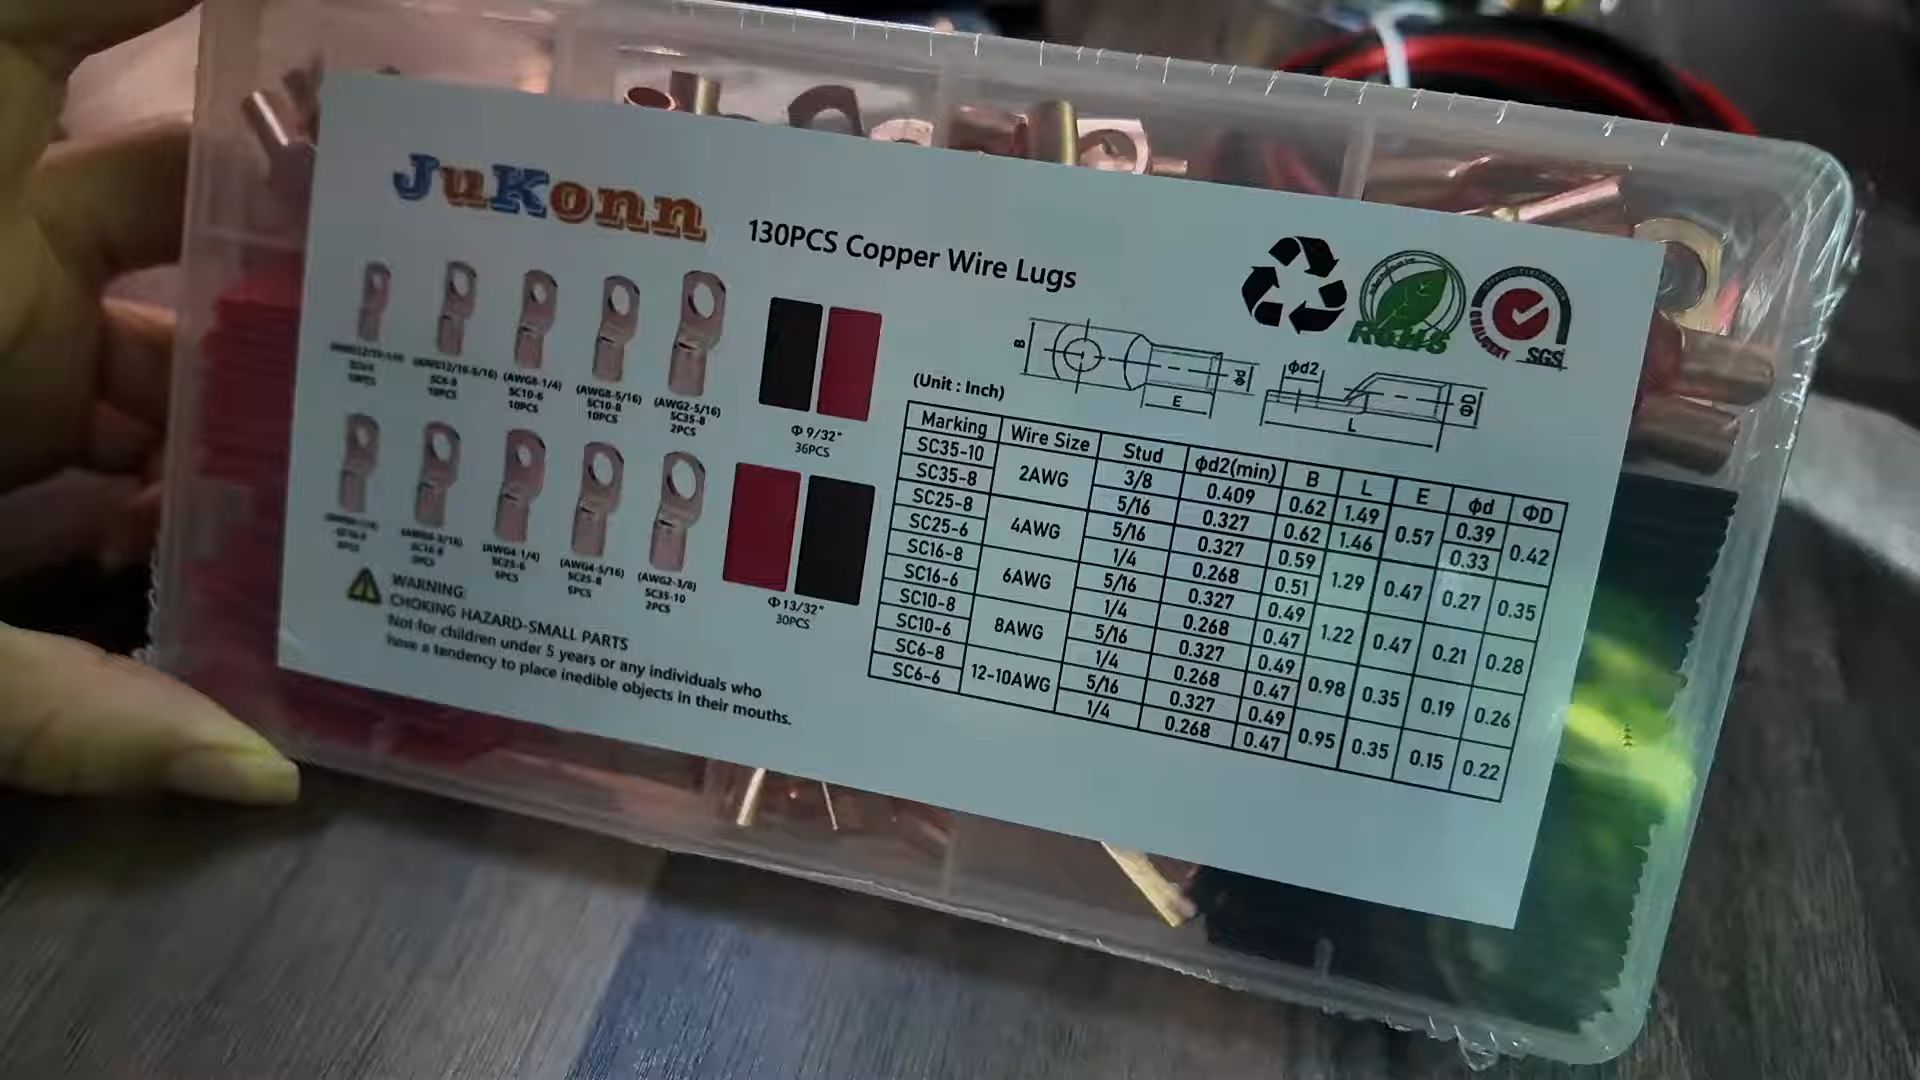 JuKonn
130PCS Copper Wire Lugs
(AWG12/10-5/16)
SC6-8
10PCS
(AWG8-1/4)
SC10-6
10PCS
(AWG8-5/16)
SC10-8
10PCS
(AWG2-5/16)
SC35-8
2PCS
Φ 9/32"
36PCS
(AWG4-1/4)
SC25-6
5PCS
(AWG4-5/16)
SC25-8
5PCS
(AWG2-3/8)
SC35-10
2PCS
Φ 13/32"
30PCS
WARNING:
CHOKING HAZARD-SMALL PARTS
Not for children under 5 years or any individuals who
have a tendency to place inedible objects in their mouths.
RoHS
SGS
B
E
Φd
Φd2
L
ΦD
(Unit : Inch)
Marking Wire Size Stud Φd2(min) B L E Φd ΦD
SC35-10 2AWG 3/8 0.409 0.62 1.49 0.57 0.39 0.42
SC35-8 5/16 0.327 0.62 1.46 0.33
SC25-8 4AWG 5/16 0.327 0.59 1.29 0.47 0.27 0.35
SC25-6 1/4 0.268 0.51
SC16-8 6AWG 5/16 0.327 0.49 1.22 0.47 0.21 0.28
SC16-6 1/4 0.268 0.47
SC10-8 8AWG 5/16 0.327 0.49 0.98 0.35 0.19 0.26
SC10-6 1/4 0.268 0.47
SC6-8 12-10AWG 5/16 0.327 0.49 0.95 0.35 0.15 0.22
SC6-6 1/4 0.268 0.47